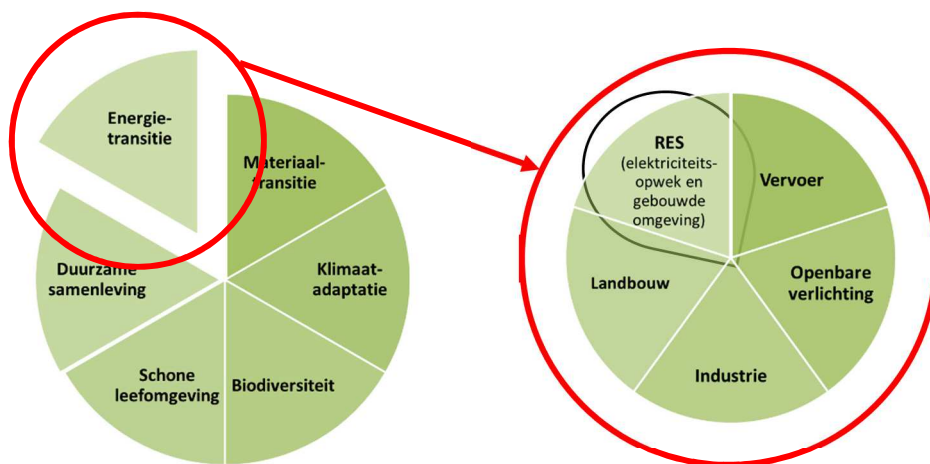 Energie-
transitie
Materiaal-
transitie
Klimaat-
adaptatie
Biodiversiteit
Schone
leefomgeving
Duurzame
samenleving
RES
(elektriciteits-
opwek en
gebouwde
omgeving)
Vervoer
Openbare
verlichting
Industrie
Landbouw